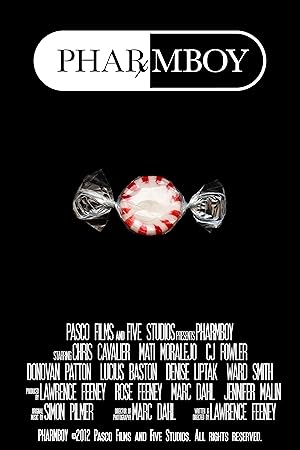 PHARMBOY
PASCO FILMS AND FIVE STUDIOS PRESENTS PHARMBOY
STARRING CHRIS CAVALIER MATI MORALEJO CJ FOWLER
DONOVAN PATTON LUCIUS BASTON DENISE LIPTAK WARD SMITH
PRODUCED BY LAWRENCE FEENEY ROSE FEENEY MARC DAHL JENNIFER MALIN
ORIGINAL MUSIC BY SIMON PILMER DIRECTOR OF PHOTOGRAPHY MARC DAHL WRITTEN & DIRECTED BY LAWRENCE FEENEY
PHARMBOY ©2012 PASCO FILMS AND FIVE STUDIOS. ALL RIGHTS RESERVED.